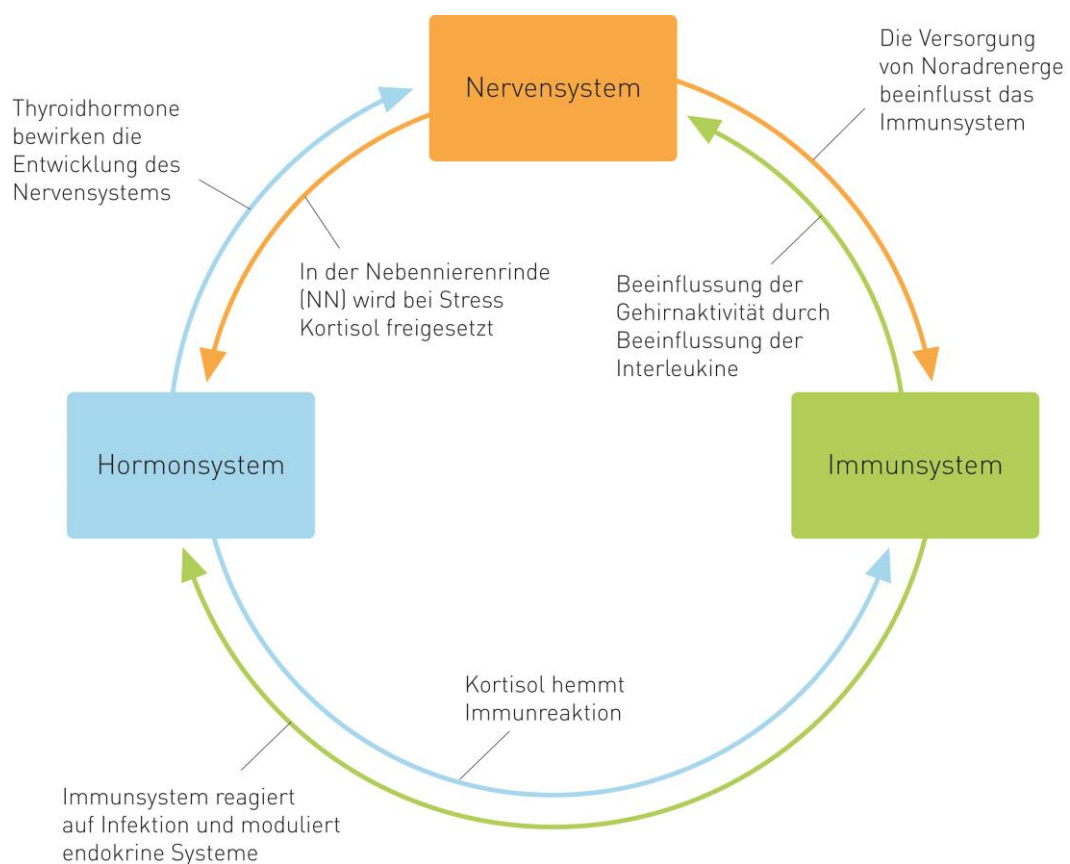 Nervensystem
Die Versorgung
von Noradrenerge
beeinflusst das
Immunsystem
Thyroidhormone
bewirken die
Entwicklung des
Nervensystems
In der Nebennierenrinde
(NN) wird bei Stress
Kortisol freigesetzt
Beeinflussung der
Gehirnaktivität durch
Beeinflussung der
Interleukine
Hormonsystem
Immunsystem
Kortisol hemmt
Immunreaktion
Immunsystem reagiert
auf Infektion und moduliert
endokrine Systeme